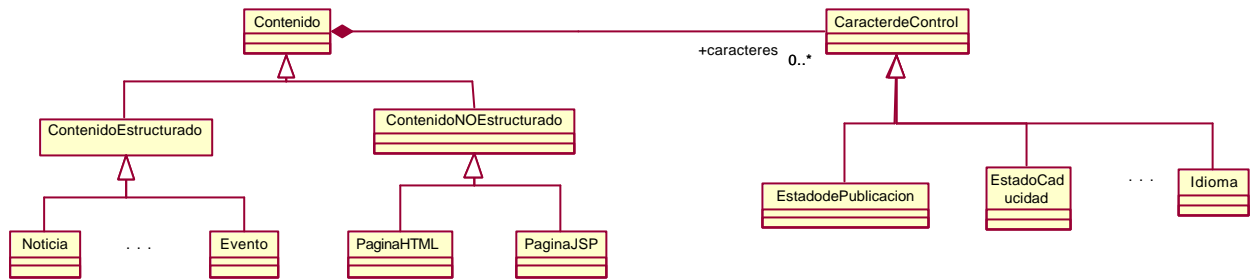 Contenido
CaracterdeControl
+caracteres
0..*
ContenidoEstructurado
ContenidoNOEstructurado
EstadodePublicacion
EstadoCad
ucidad
. . .
Idioma
Noticia
. . .
Evento
PaginaHTML
PaginaJSP